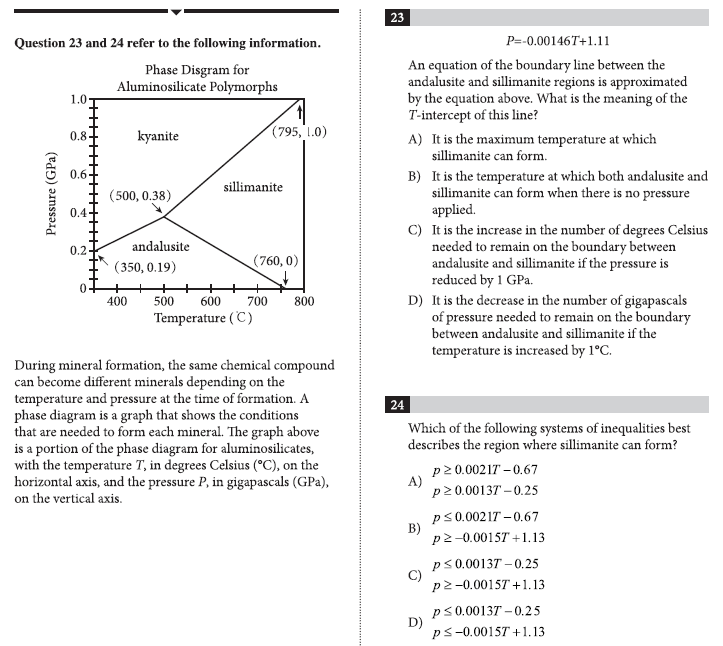 Question 23 and 24 refer to the following information.
Phase Disgram for
Aluminosilicate Polymorphs
Pressure (GPa)
1.0
0.8
0.6
0.4
0.2
0
kyanite
(795, 1.0)
sillimanite
(500, 0.38)
andalusite
(350, 0.19)
(760, 0)
400 500 600 700 800
Temperature (℃)
During mineral formation, the same chemical compound
can become different minerals depending on the
temperature and pressure at the time of formation. A
phase diagram is a graph that shows the conditions
that are needed to form each mineral. The graph above
is a portion of the phase diagram for aluminosilicates,
with the temperature T, in degrees Celsius (°C), on the
horizontal axis, and the pressure P, in gigapascals (GPa),
on the vertical axis.
23
P=-0.00146T+1.11
An equation of the boundary line between the
andalusite and sillimanite regions is approximated
by the equation above. What is the meaning of the
T-intercept of this line?
A) It is the maximum temperature at which
sillimanite can form.
B) It is the temperature at which both andalusite and
sillimanite can form when there is no pressure
applied.
C) It is the increase in the number of degrees Celsius
needed to remain on the boundary between
andalusite and sillimanite if the pressure is
reduced by 1 GPa.
D) It is the decrease in the number of gigapascals
of pressure needed to remain on the boundary
between andalusite and sillimanite if the
temperature is increased by 1°C.
24
Which of the following systems of inequalities best
describes the region where sillimanite can form?
A)
p ≥ 0.0021T – 0.67
p ≥ 0.0013T – 0.25
B)
p ≤ 0.0021T – 0.67
p ≥ –0.0015T + 1.13
C)
p ≤ 0.0013T – 0.25
p ≥ –0.0015T + 1.13
D)
p ≤ 0.0013T – 0.25
p ≤ –0.0015T + 1.13